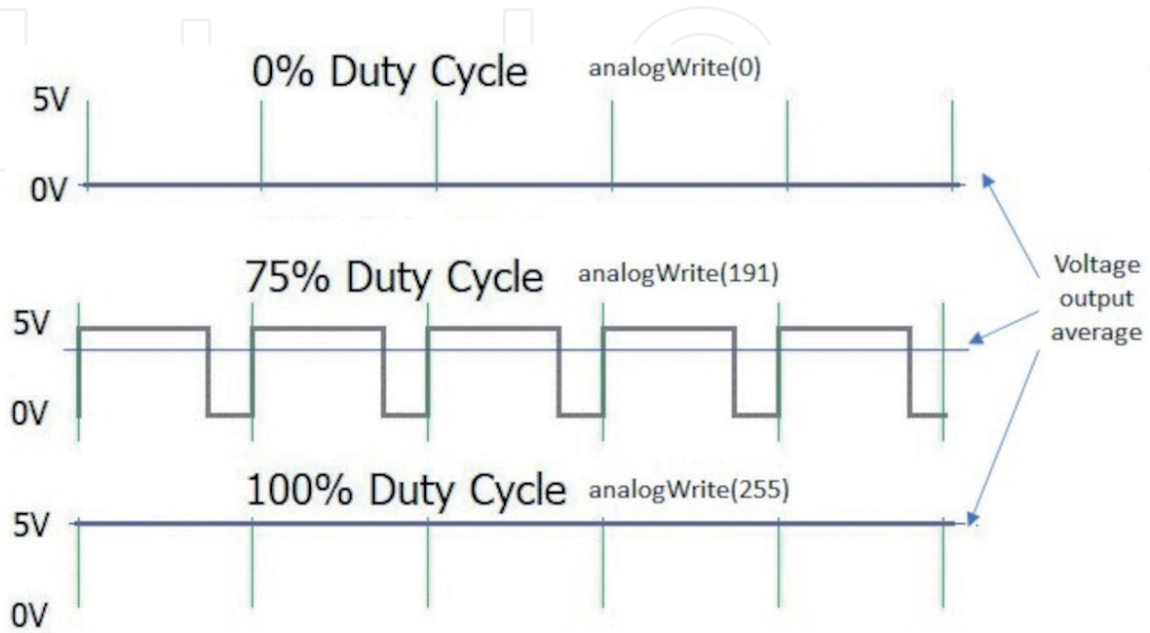 0% Duty Cycle analogWrite(0)
5V
0V
75% Duty Cycle analogWrite(191)
5V
0V
100% Duty Cycle analogWrite(255)
5V
0V
Voltage
output
average